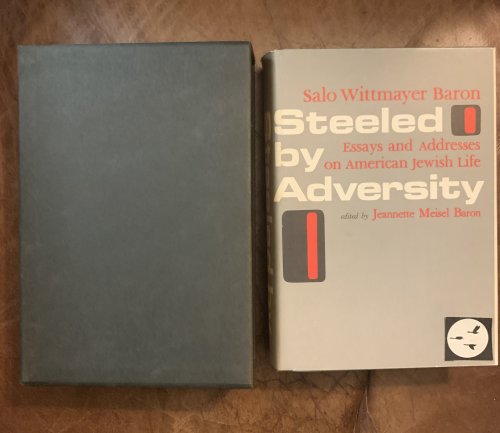 Salo Wittmayer Baron
Steeled
by
Essays and Addresses
on American Jewish Life
Adversity
edited by Jeannette Meisel Baron